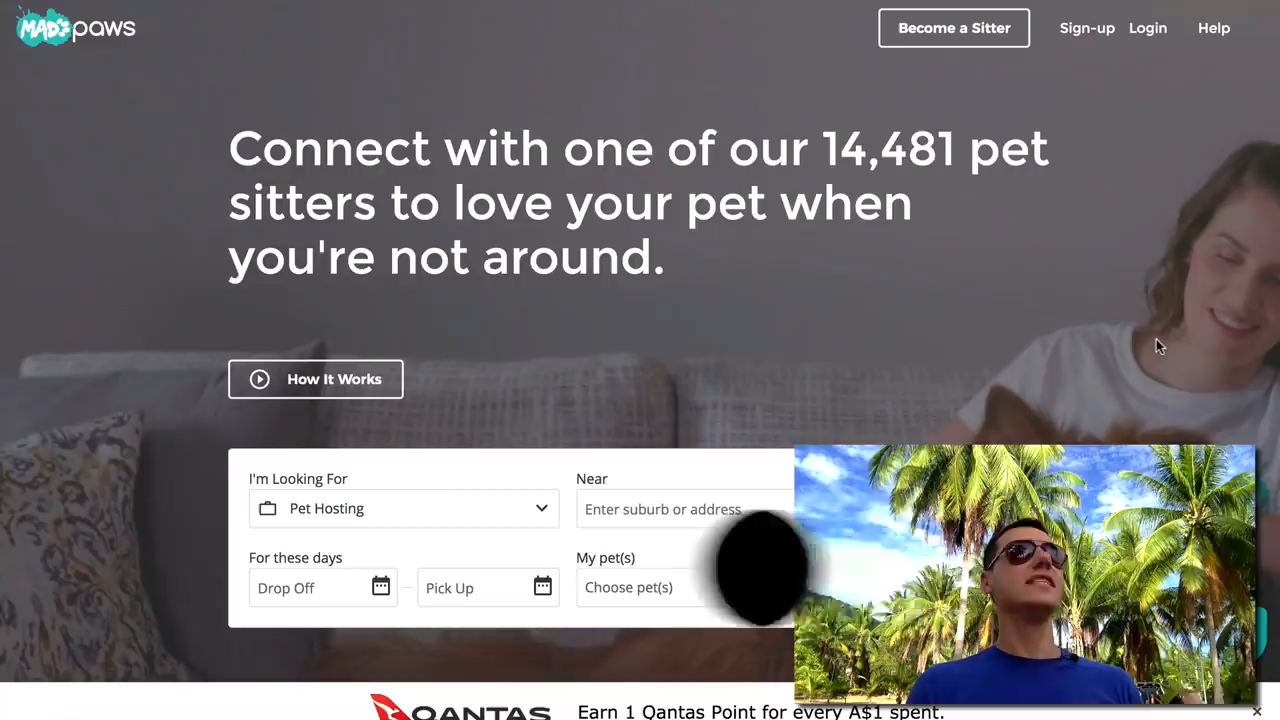 MAD paws
Become a Sitter
Sign-up
Login
Help
Connect with one of our 14,481 pet
sitters to love your pet when
you're not around.
How It Works
I'm Looking For
Near
Pet Hosting
Enter suburb or address
For these days
My pet(s)
Drop Off
Pick Up
Choose pet(s)
QANTAS
Earn 1 Qantas Point for every A$1 spent.